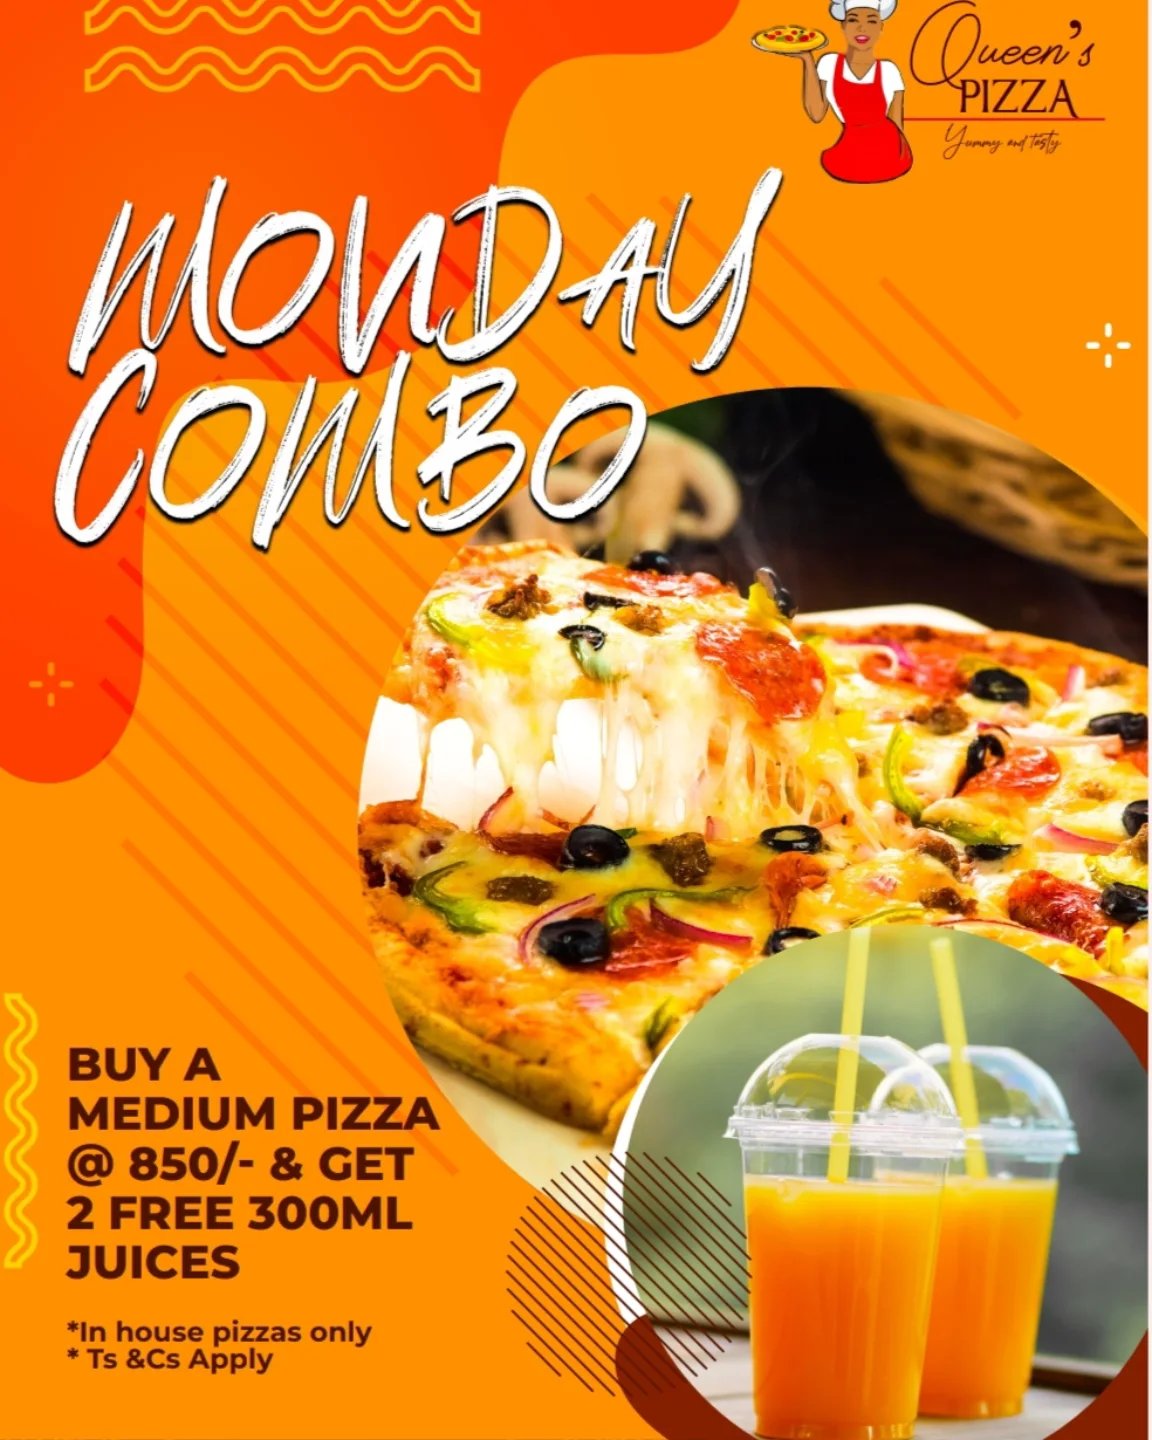 Queen's
PIZZA
Yummy and tasty
MONDAY
COMBO
BUY A
MEDIUM PIZZA
@ 850/- & GET
2 FREE 300ML
JUICES
*In house pizzas only
* Ts &Cs Apply